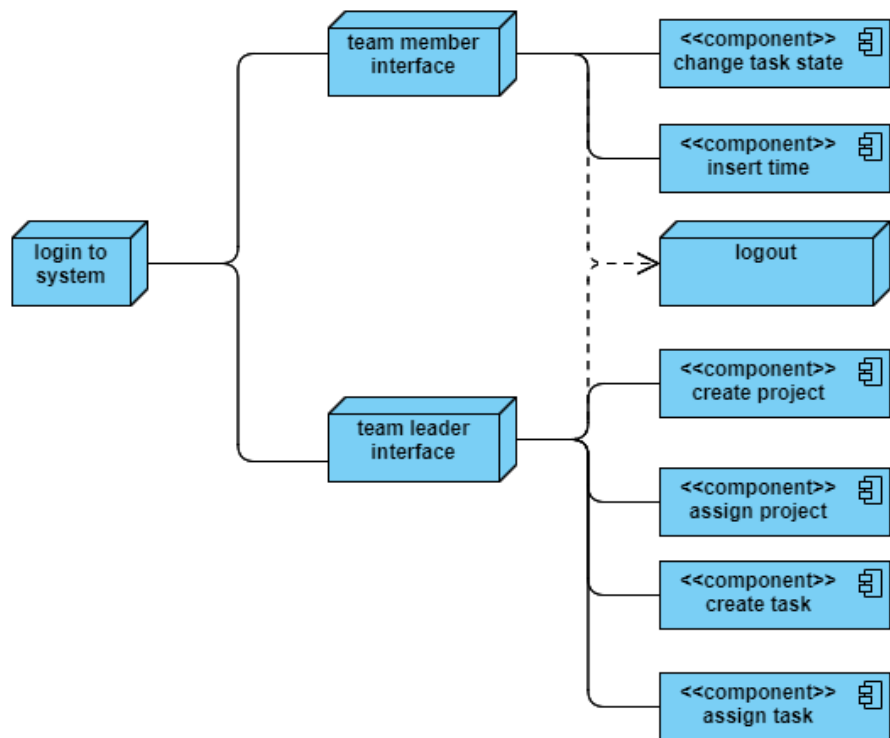 team member
interface
<<component>>
change task state
<<component>>
insert time
login to
system
logout
<<component>>
create project
team leader
interface
<<component>>
assign project
<<component>>
create task
<<component>>
assign task